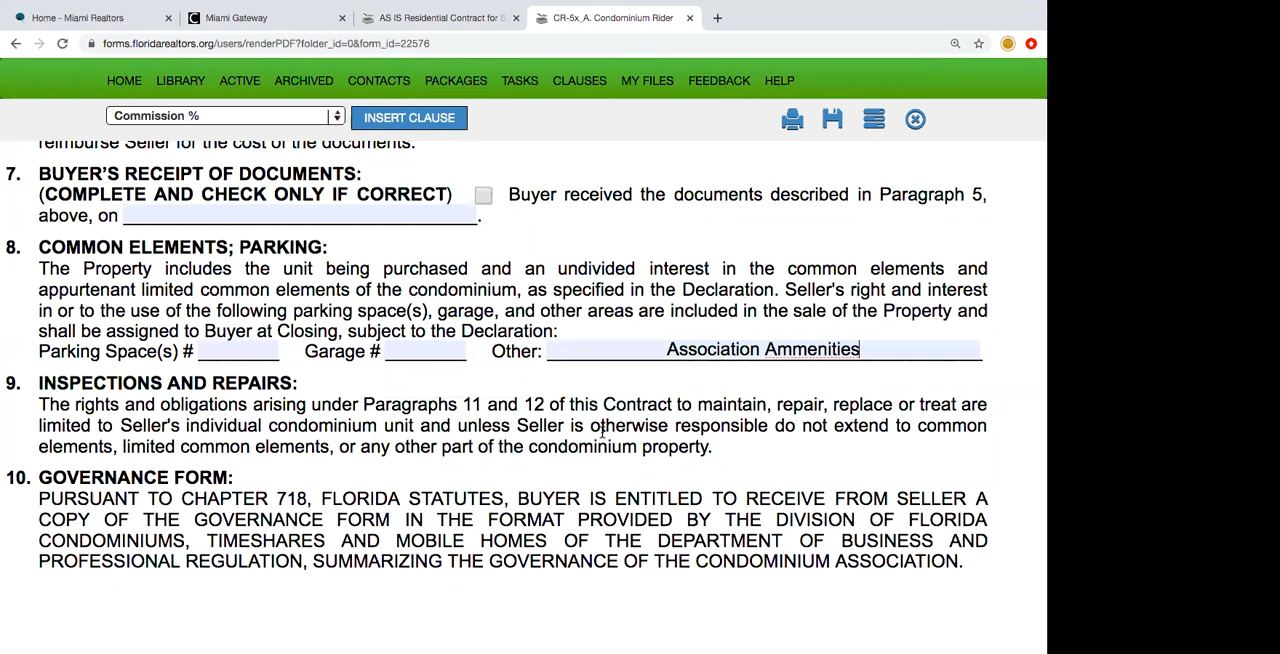 Home - Miami Realtors
Miami Gateway
AS IS Residential Contract for S
CR-5x_A. Condominium Rider
forms.floridarealtors.org/users/renderPDF?folder_id=0&form_id=22576
HOME LIBRARY ACTIVE ARCHIVED CONTACTS PACKAGES TASKS CLAUSES MY FILES FEEDBACK HELP
Commission % INSERT CLAUSE
reimburse Seller for the cost of the documents.
7. BUYER'S RECEIPT OF DOCUMENTS:
(COMPLETE AND CHECK ONLY IF CORRECT) Buyer received the documents described in Paragraph 5,
above, on .
8. COMMON ELEMENTS; PARKING:
The Property includes the unit being purchased and an undivided interest in the common elements and
appurtenant limited common elements of the condominium, as specified in the Declaration. Seller's right and interest
in or to the use of the following parking space(s), garage, and other areas are included in the sale of the Property and
shall be assigned to Buyer at Closing, subject to the Declaration:
Parking Space(s) # Garage # Other: Association Ammenities
9. INSPECTIONS AND REPAIRS:
The rights and obligations arising under Paragraphs 11 and 12 of this Contract to maintain, repair, replace or treat are
limited to Seller's individual condominium unit and unless Seller is otherwise responsible do not extend to common
elements, limited common elements, or any other part of the condominium property.
10. GOVERNANCE FORM:
PURSUANT TO CHAPTER 718, FLORIDA STATUTES, BUYER IS ENTITLED TO RECEIVE FROM SELLER A
COPY OF THE GOVERNANCE FORM IN THE FORMAT PROVIDED BY THE DIVISION OF FLORIDA
CONDOMINIUMS, TIMESHARES AND MOBILE HOMES OF THE DEPARTMENT OF BUSINESS AND
PROFESSIONAL REGULATION, SUMMARIZING THE GOVERNANCE OF THE CONDOMINIUM ASSOCIATION.